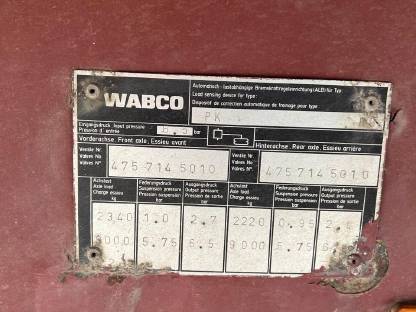 WABCO
Automatisch-lastabhängige Bremskraftregeleinrichtung (ALB) für Typ
Load sensing device for type:
Dispositif de correction automatique de freinage pour type:
PK
Eingangsdruck Input pressure
Pression d'entrée
bar
Vorderachse, Front axle, Essieu avant
Hinterachse, Rear axle, Essieu arrière
Ventile Nr.
Valves No
Valves No
475 714 5010
Ventile Nr
Valves No
Valves No
475 714 5010
Achslast
Axle load
Charge essieu
kg
Federungsdruck
Suspension pressure
Pression suspension
bar
Ausgangsdruck
Output pressure
Pression de sortie
bar
Achslast
Axle load
Charge essieu
kg
Federungsdruck
Suspension pressure
Pression suspension
bar
Ausgangsdruck
Output pressure
Pression de sortie
bar
2340 1.0 2.7 2220 0.95
9000 5.75 6.5 9000 5.75